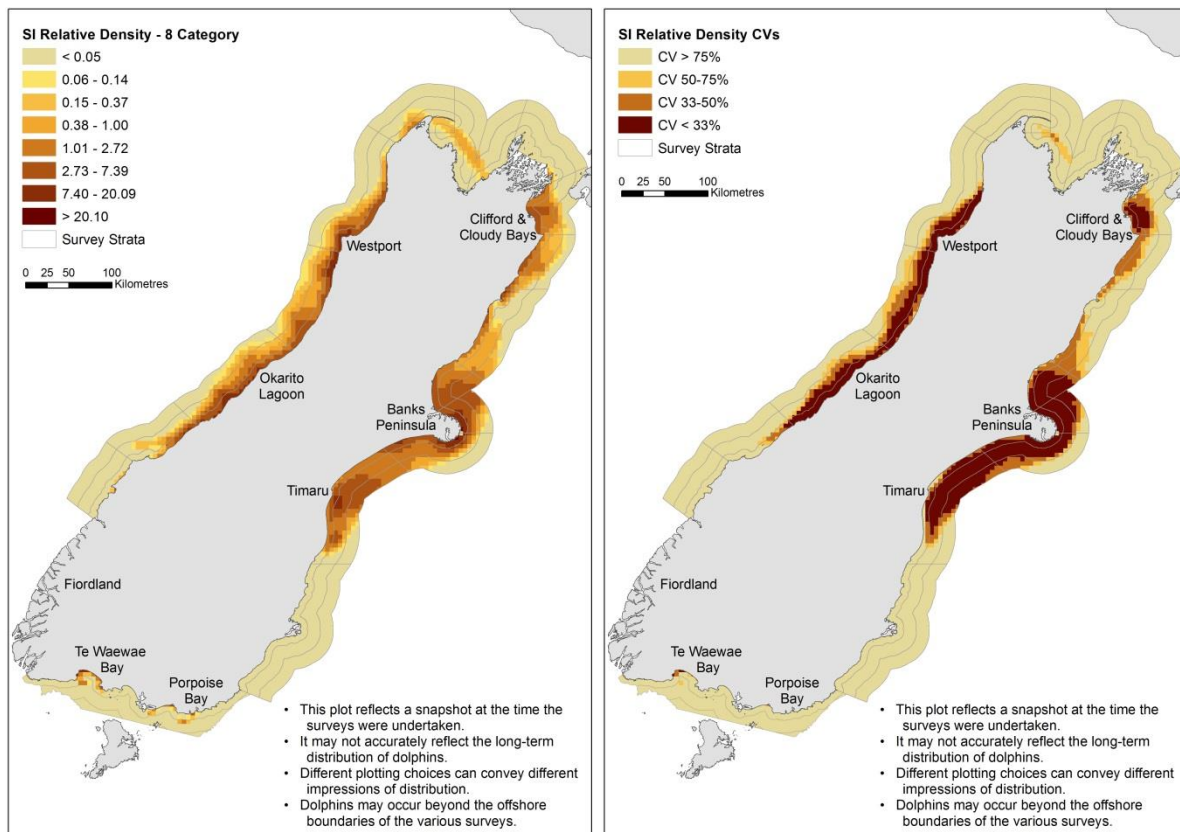 SI Relative Density - 8 Category
< 0.05
0.06 - 0.14
0.15 - 0.37
0.38 - 1.00
1.01 - 2.72
2.73 - 7.39
7.40 - 20.09
> 20.10
Survey Strata
0 25 50 100
Kilometres
Clifford &
Cloudy Bays
Westport
Okarito
Lagoon
Banks
Peninsula
Timaru
Fiordland
Te Waewae
Bay
Porpoise
Bay
• This plot reflects a snapshot at the time the
surveys were undertaken.
• It may not accurately reflect the long-term
distribution of dolphins.
• Different plotting choices can convey different
impressions of distribution.
• Dolphins may occur beyond the offshore
boundaries of the various surveys.
SI Relative Density CVs
CV > 75%
CV 50-75%
CV 33-50%
CV < 33%
Survey Strata
0 25 50 100
Kilometres
Clifford &
Cloudy Bays
Westport
Okarito
Lagoon
Banks
Peninsula
Timaru
Fiordland
Te Waewae
Bay
Porpoise
Bay
• This plot reflects a snapshot at the time the
surveys were undertaken.
• It may not accurately reflect the long-term
distribution of dolphins.
• Different plotting choices can convey different
impressions of distribution.
• Dolphins may occur beyond the offshore
boundaries of the various surveys.